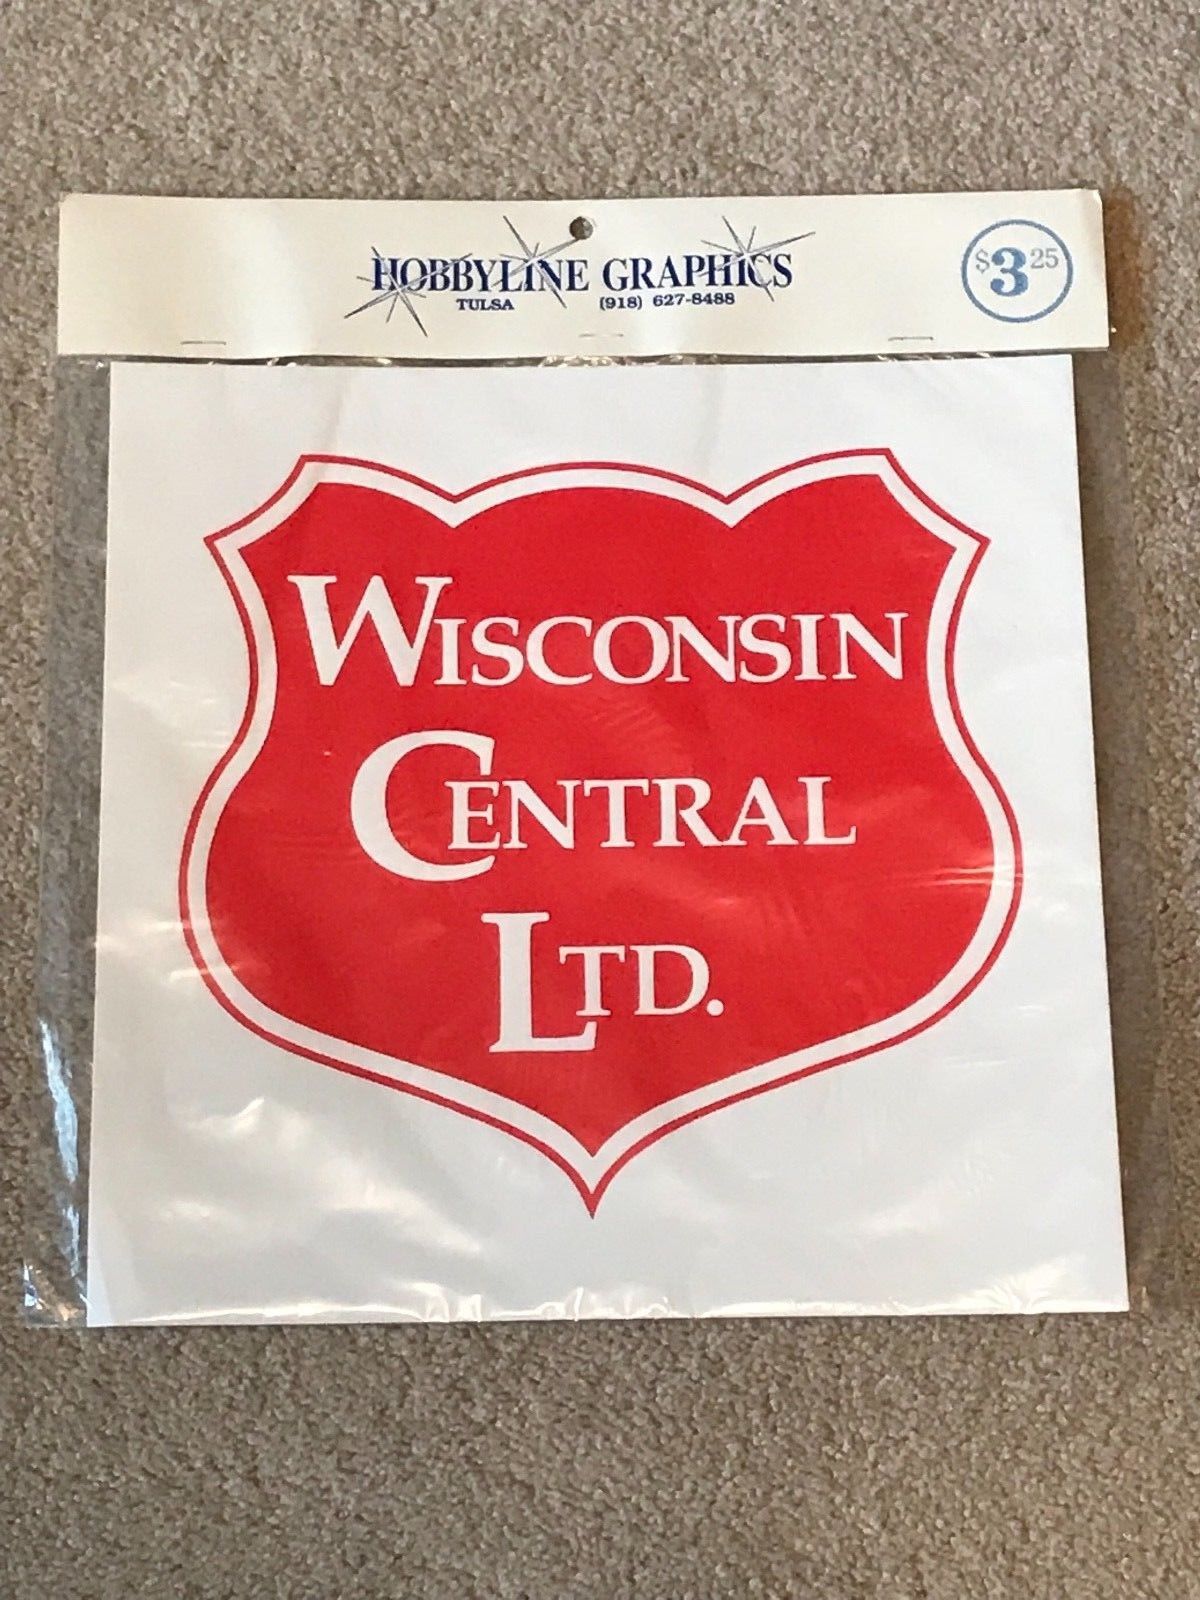 HOBBYLINE GRAPHICS
TULSA (918) 627-8488
$3 25
WISCONSIN
CENTRAL
LTD.